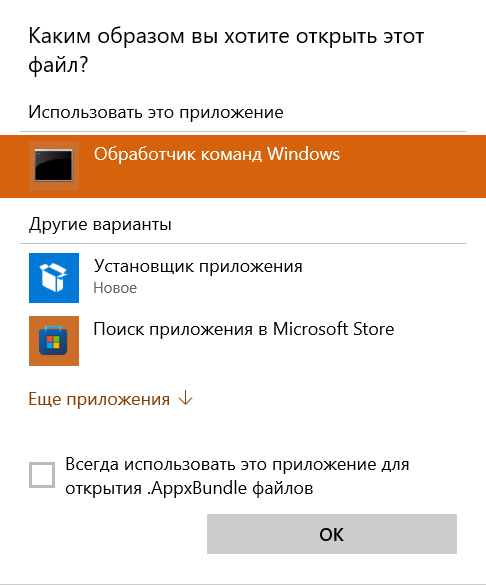 Каким образом вы хотите открыть этот
файл?
Использовать это приложение
Обработчик команд Windows
Другие варианты
Установщик приложения
Новое
Поиск приложения в Microsoft Store
Еще приложения ↓
Всегда использовать это приложение для
открытия .AppxBundle файлов
ОК